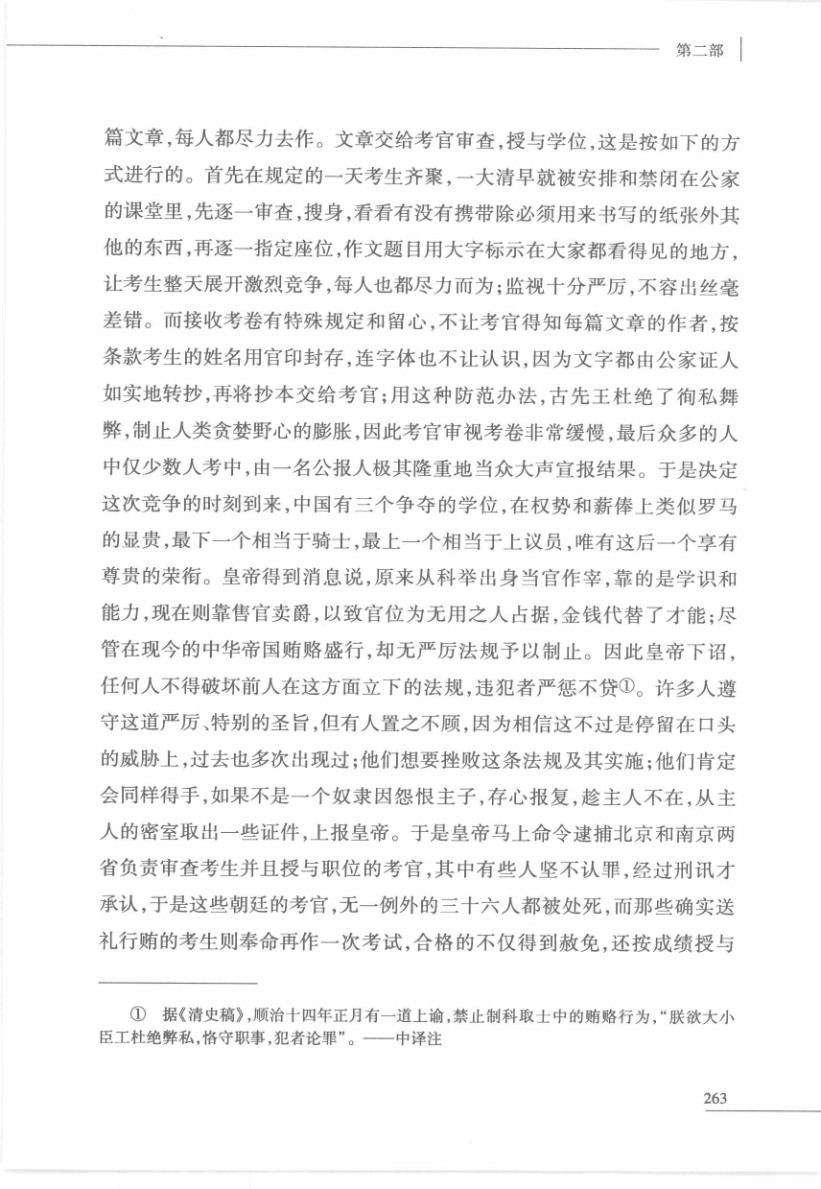 第二部
篇文章,每人都尽力去作。文章交给考官审查,授与学位,这是按如下的方
式进行的。首先在规定的一天考生齐聚,一大清早就被安排和禁闭在公家
的课堂里,先逐一审查,搜身,看看有没有携带除必须用来书写的纸张外其
他的东西,再逐一指定座位,作文题目用大字标示在大家都看得见的地方,
让考生整天展开激烈竞争,每人也都尽力而为;监视十分严厉,不容出丝毫
差错。而接收考卷有特殊规定和留心,不让考官得知每篇文章的作者,按
条款考生的姓名用官印封存,连字体也不让认识,因为文字都由公家证人
如实地转抄,再将抄本交给考官;用这种防范办法,古先王杜绝了徇私舞
弊,制止人类贪婪野心的膨胀,因此考官审视考卷非常缓慢,最后众多的人
中仅少数人考中,由一名公报人极其隆重地当众大声宣报结果。于是决定
这次竞争的时刻到来,中国有三个争夺的学位,在权势和薪俸上类似罗马
的显贵,最下一个相当于骑士,最上一个相当于上议员,唯有这后一个享有
尊贵的荣衔。皇帝得到消息说,原来从科举出身当官作宰,靠的是学识和
能力,现在则靠售官卖爵,以致官位为无用之人占据,金钱代替了才能;尽
管在现今的中华帝国贿赂盛行,却无严厉法规予以制止。因此皇帝下诏,
任何人不得破坏前人在这方面立下的法规,违犯者严惩不贷①。许多人遵
守这道严厉、特别的圣旨,但有人置之不顾,因为相信这不过是停留在口头
的威胁上,过去也多次出现过;他们想要挫败这条法规及其实施;他们肯定
会同样得手,如果不是一个奴隶因怨恨主子,存心报复,趁主人不在,从主
人的密室取出一些证件,上报皇帝。于是皇帝马上命令逮捕北京和南京两
省负责审查考生并且授与职位的考官,其中有些人坚不认罪,经过刑讯才
承认,于是这些朝廷的考官,无一例外的三十六人都被处死,而那些确实送
礼行贿的考生则奉命再作一次考试,合格的不仅得到赦免,还按成绩授与
① 据《清史稿》,顺治十四年正月有一道上谕,禁止制科取士中的贿赂行为,“朕欲大小
臣工杜绝弊私,恪守职事,犯者论罪”。——中译注
263